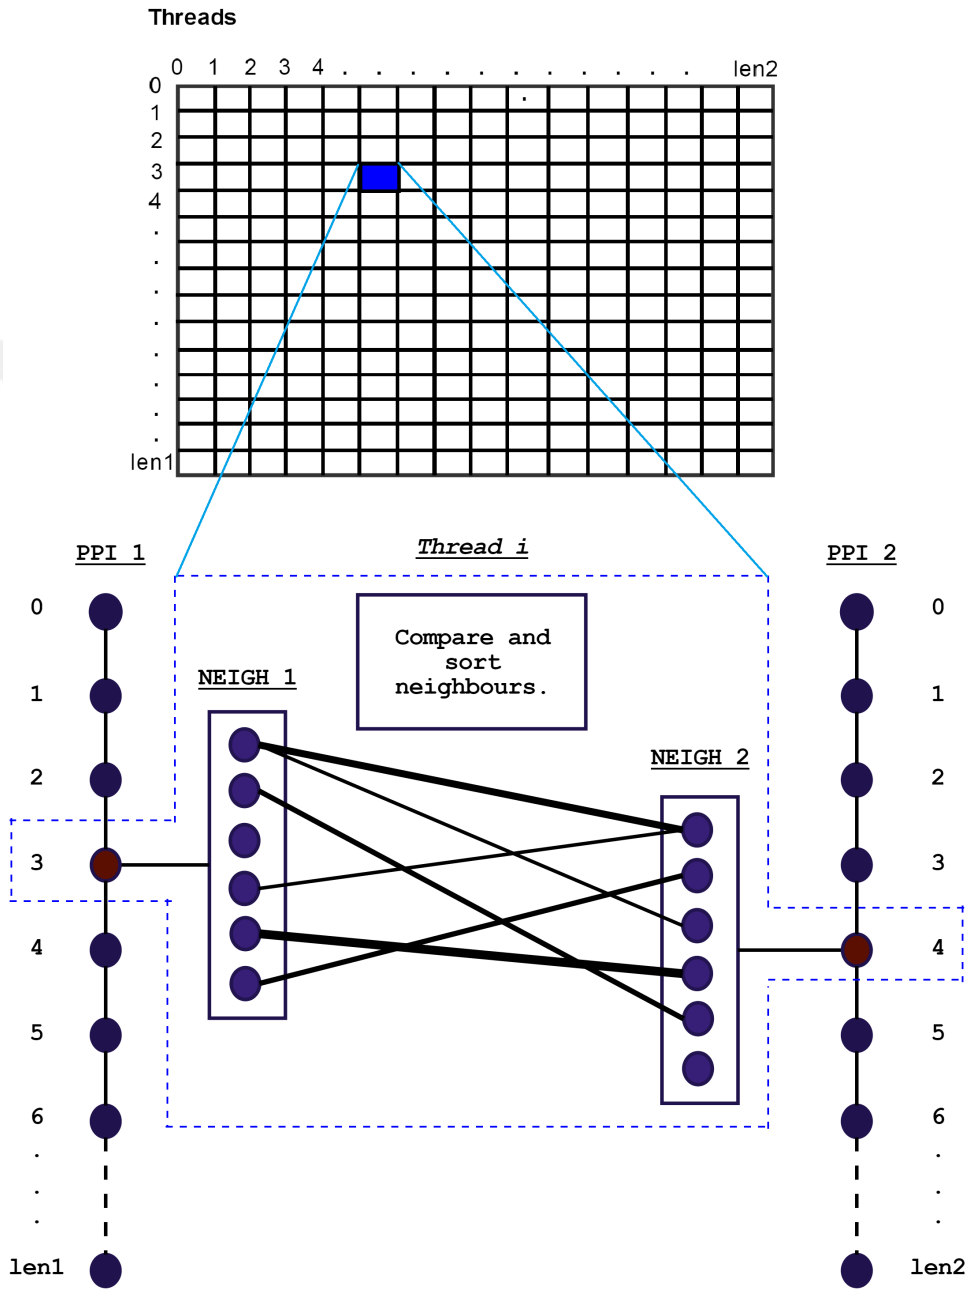 Threads
0 1 2 3 4 . . . . . . . . . . . len2
0
1
2
3
4
.
.
.
.
.
.
.
.
len1
PPI 1
Thread i
PPI 2
0
1
2
3
4
5
6
.
.
.
len1
NEIGH 1
Compare and
sort
neighbours.
NEIGH 2
0
1
2
3
4
5
6
.
.
.
len2